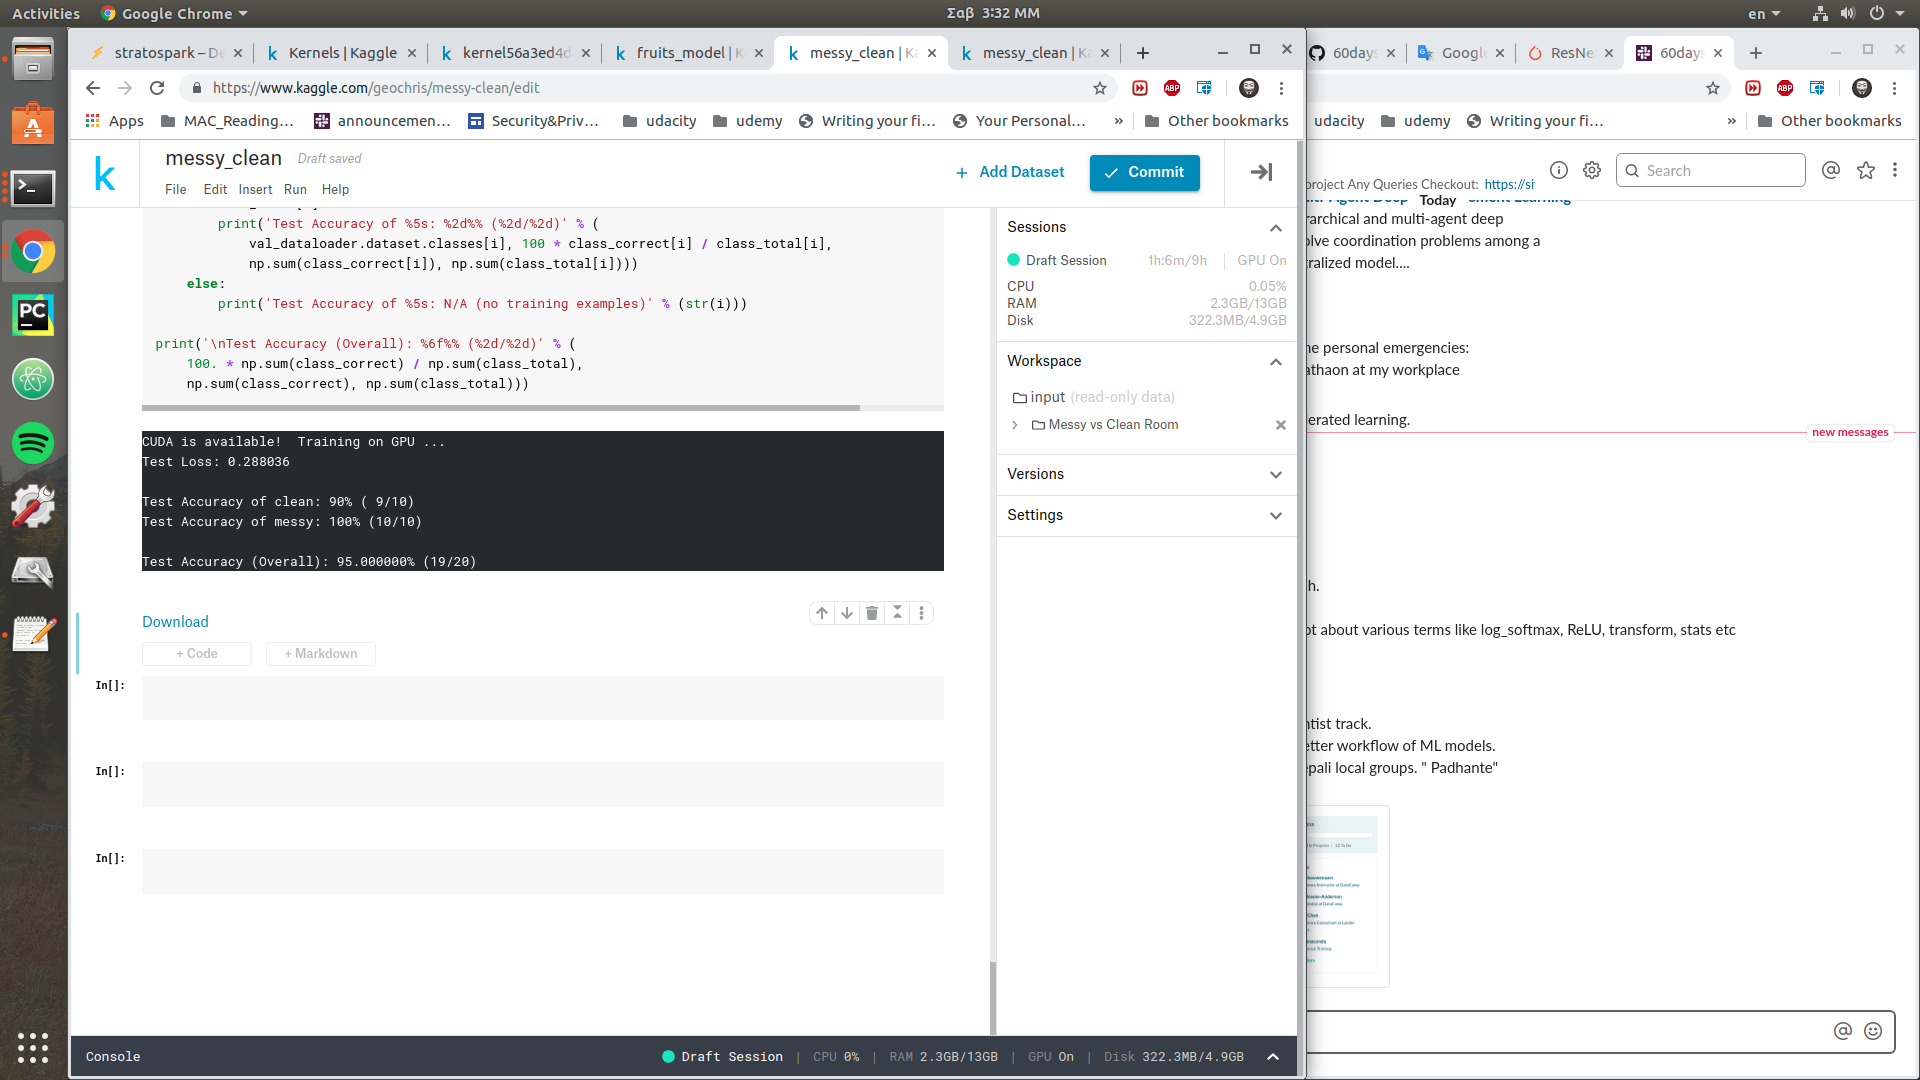 Activities
Google Chrome
Σαβ 3:32 ΜΜ
en
stratospark – De
Kernels | Kaggle
kernel56a3ed4d
fruits_model | Ka
messy_clean | Ka
messy_clean | Ka
https://www.kaggle.com/geochris/messy-clean/edit
Apps
MAC_Reading...
announcemen...
Security&Priv...
udacity
udemy
Writing your fi...
Your Personal...
»
Other bookmarks
k
messy_clean
Draft saved
File Edit Insert Run Help
+ Add Dataset
Commit
print('Test Accuracy of %5s: %2d%% (%2d/%2d)' % (
val_dataloader.dataset.classes[i], 100 * class_correct[i] / class_total[i],
np.sum(class_correct[i]), np.sum(class_total[i])))
else:
print('Test Accuracy of %5s: N/A (no training examples)' % (str(i)))
print('\nTest Accuracy (Overall): %6f%% (%2d/%2d)' % (
100. * np.sum(class_correct) / np.sum(class_total),
np.sum(class_correct), np.sum(class_total)))
CUDA is available!  Training on GPU ...
Test Loss: 0.288036
Test Accuracy of clean: 90% ( 9/10)
Test Accuracy of messy: 100% (10/10)
Test Accuracy (Overall): 95.000000% (19/20)
Download
+ Code
+ Markdown
In[]:
In[]:
In[]:
Sessions
Draft Session 1h:6m/9h GPU On
CPU 0.05%
RAM 2.3GB/13GB
Disk 322.3MB/4.9GB
Workspace
input (read-only data)
Messy vs Clean Room
Versions
Settings
Console
Draft Session | CPU 0% | RAM 2.3GB/13GB | GPU On | Disk 322.3MB/4.9GB
60days
Google
ResNe
60days
udacity
udemy
Writing your fi...
»
Other bookmarks
project Any Queries Checkout: https://si
Search
Today
rarchical and multi-agent deep
olve coordination problems among a
tralized model....
ne personal emergencies:
athaon at my workplace
erated learning.
new messages
h.
ot about various terms like log_softmax, ReLU, transform, stats etc
ntist track.
etter workflow of ML models.
epali local groups. " Padhante"
ABP
ABP
PC